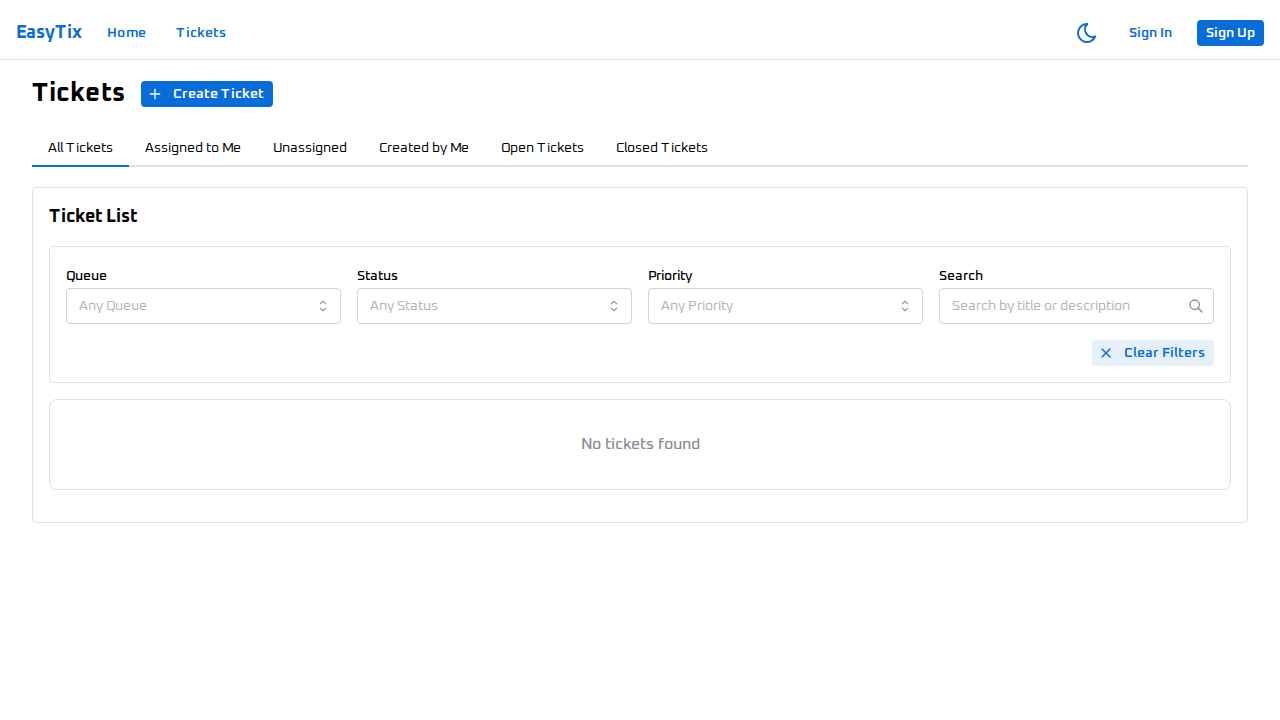 EasyTix Home Tickets Sign In Sign Up
Tickets Create Ticket
All Tickets Assigned to Me Unassigned Created by Me Open Tickets Closed Tickets
Ticket List
Queue Status Priority Search
Any Queue Any Status Any Priority Search by title or description
Clear Filters
No tickets found